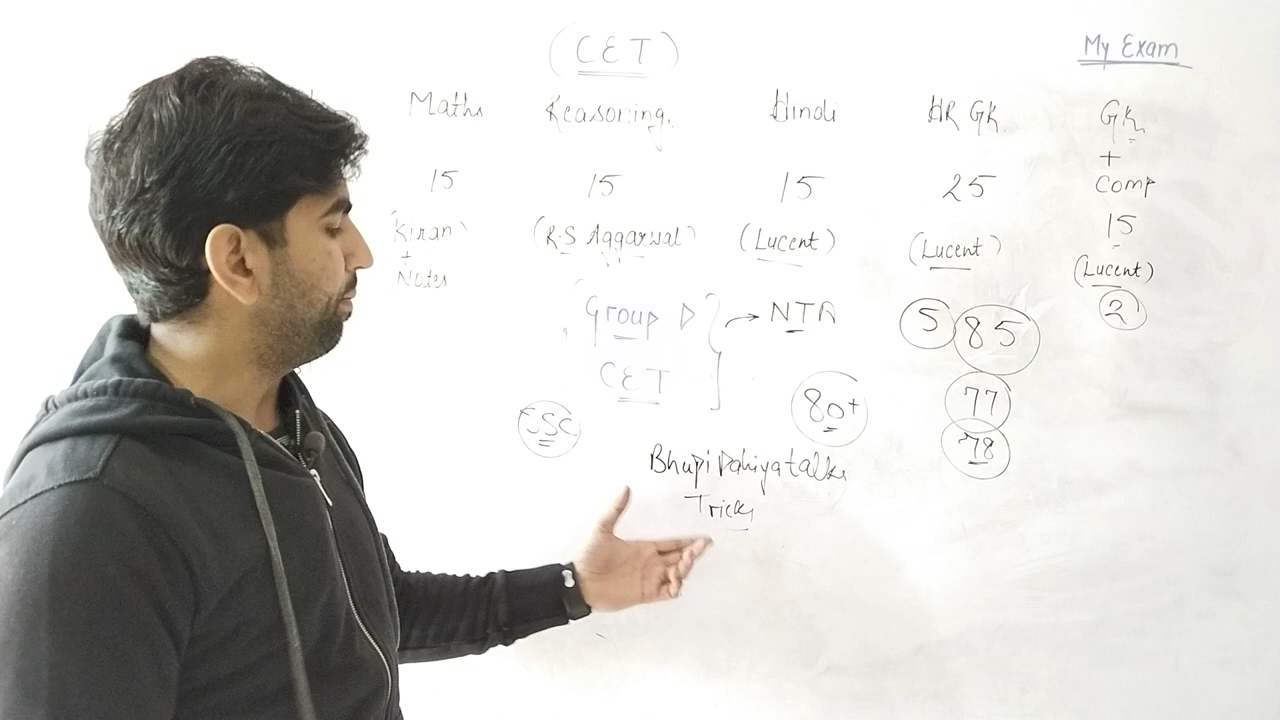 (CET)
My Exam
Maths Reasoning Hindi HR GK GK
+
Comp
15 15 15 25 15
(Kiran) (R.S Aggarwal) (Lucent) (Lucent) (Lucent)
+
Notes
Group D → NTA 5 85 2
CET
SSC 80+ 77
78
Bhupi Dahiya talks
Tricks